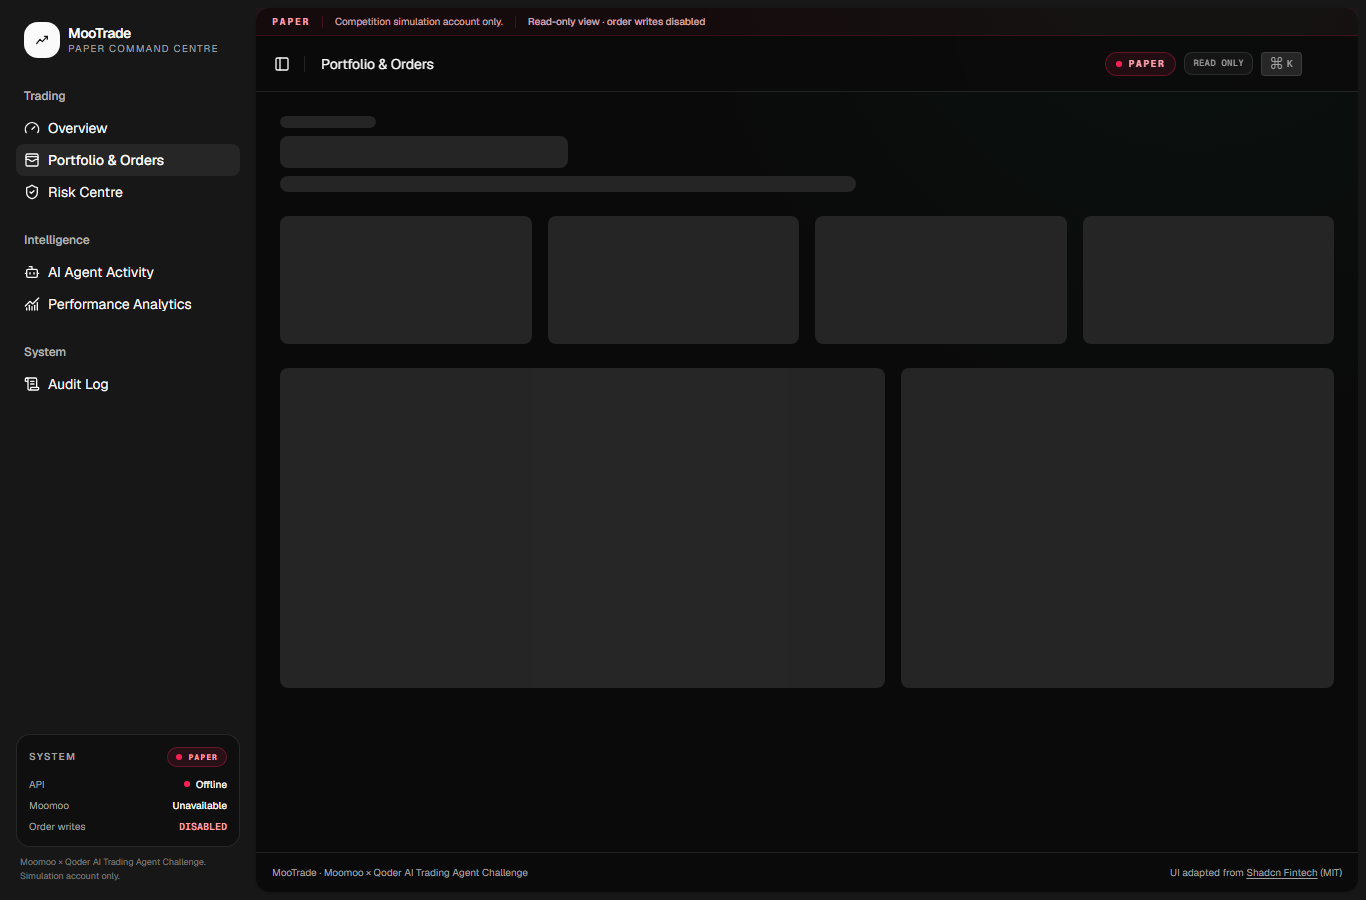 MooTrade
PAPER COMMAND CENTRE
Trading
Overview
Portfolio & Orders
Risk Centre
Intelligence
AI Agent Activity
Performance Analytics
System
Audit Log
SYSTEM PAPER
API Offline
Moomoo Unavailable
Order writes DISABLED
Moomoo × Qoder AI Trading Agent Challenge.
Simulation account only.
PAPER Competition simulation account only. Read-only view · order writes disabled
Portfolio & Orders PAPER READ ONLY ⌘ K
MooTrade · Moomoo × Qoder AI Trading Agent Challenge UI adapted from Shadcn Fintech (MIT)